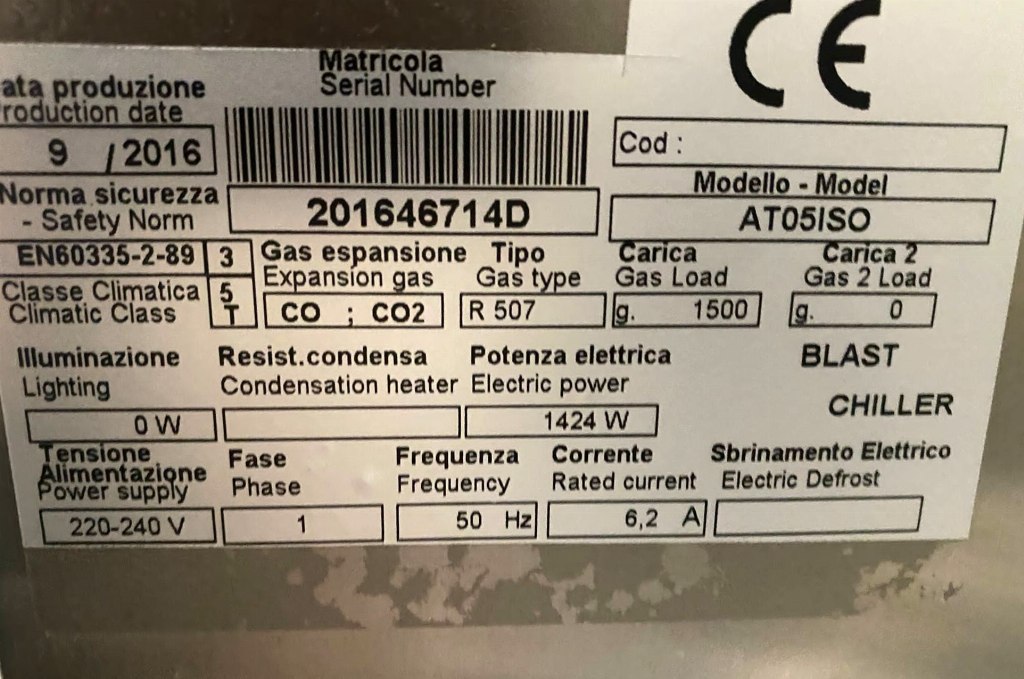 CE
Matricola
Serial Number
ata produzione
roduction date
9 / 2016
Cod :
Norma sicurezza
- Safety Norm
201646714D
Modello - Model
AT05ISO
EN60335-2-89 3
Gas espansione Tipo Carica Carica 2
Expansion gas Gas type Gas Load Gas 2 Load
Classe Climatica 5
Climatic Class T
CO ; CO2 R 507 g. 1500 g. 0
Illuminazione Resist.condensa Potenza elettrica BLAST
Lighting Condensation heater Electric power
CHILLER
0 W 1424 W
Tensione
Alimentazione Fase Frequenza Corrente Sbrinamento Elettrico
Power supply Phase Frequency Rated current Electric Defrost
220-240 V 1 50 Hz 6,2 A